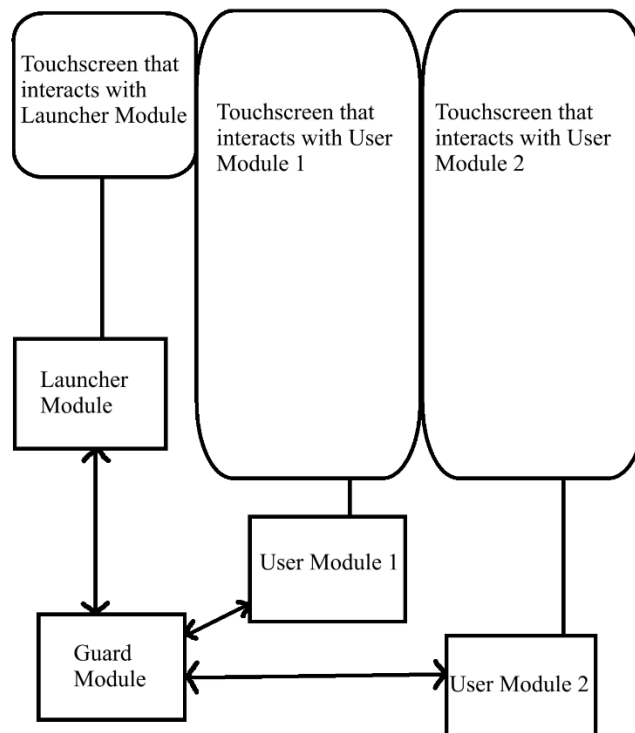 Touchscreen that
interacts with
Launcher Module
Touchscreen that
interacts with User
Module 1
Touchscreen that
interacts with User
Module 2
Launcher
Module
User Module 1
Guard
Module
User Module 2